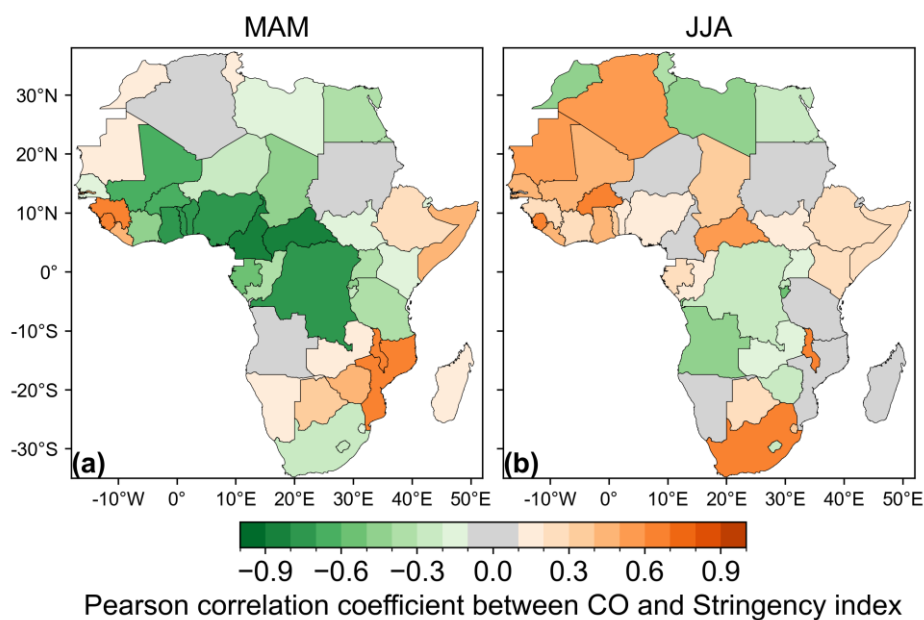 MAM JJA
30°N
20°N
10°N
0°
-10°S
-20°S
-30°S
(a) (b)
-10°W 0° 10°E 20°E 30°E 40°E 50°E -10°W 0° 10°E 20°E 30°E 40°E 50°E
−0.9 −0.6 −0.3 0.0 0.3 0.6 0.9
Pearson correlation coefficient between CO and Stringency index